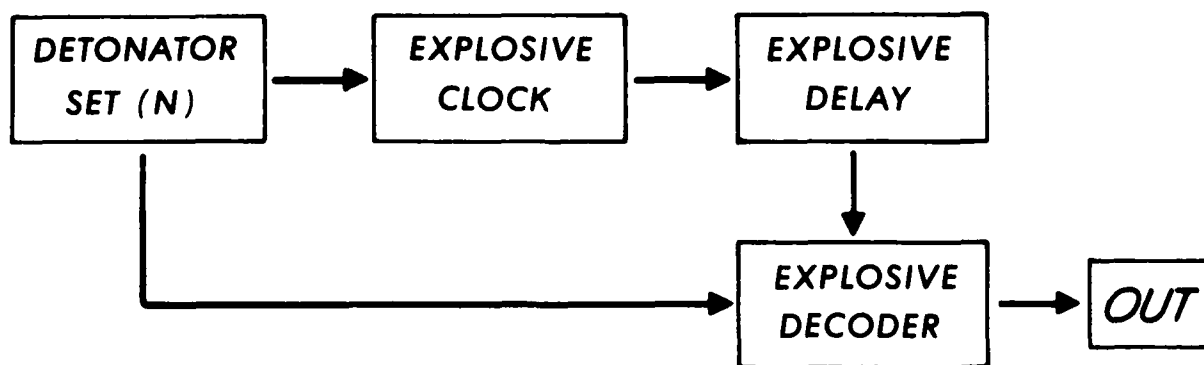 DETONATOR
SET (N)
EXPLOSIVE
CLOCK
EXPLOSIVE
DELAY
EXPLOSIVE
DECODER
OUT